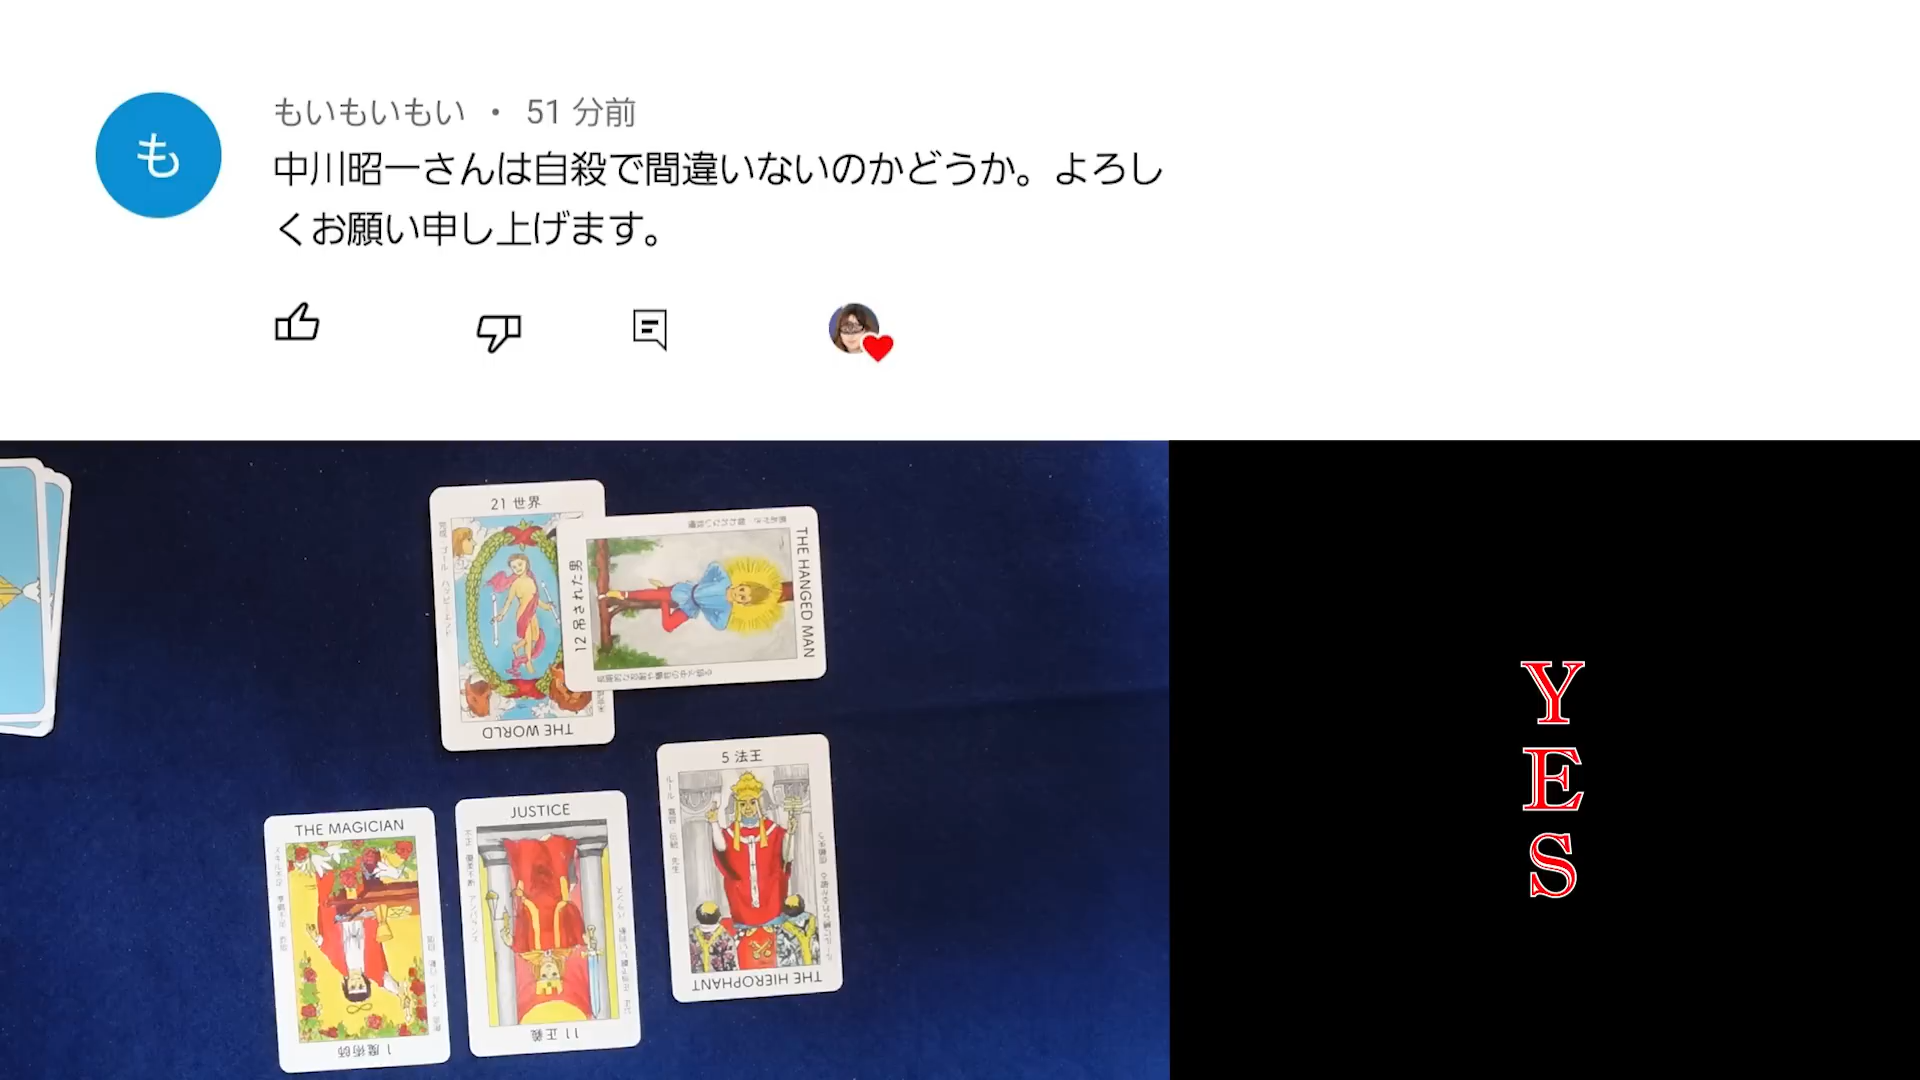 も
もいもいもい ・ 51 分前
中川昭一さんは自殺で間違いないのかどうか。よろし
くお願い申し上げます。
21 世界
THE WORLD
12 吊された男
THE HANGED MAN
THE MAGICIAN
1 魔術師
JUSTICE
11 正義
5 法王
THE HIEROPHANT
YES